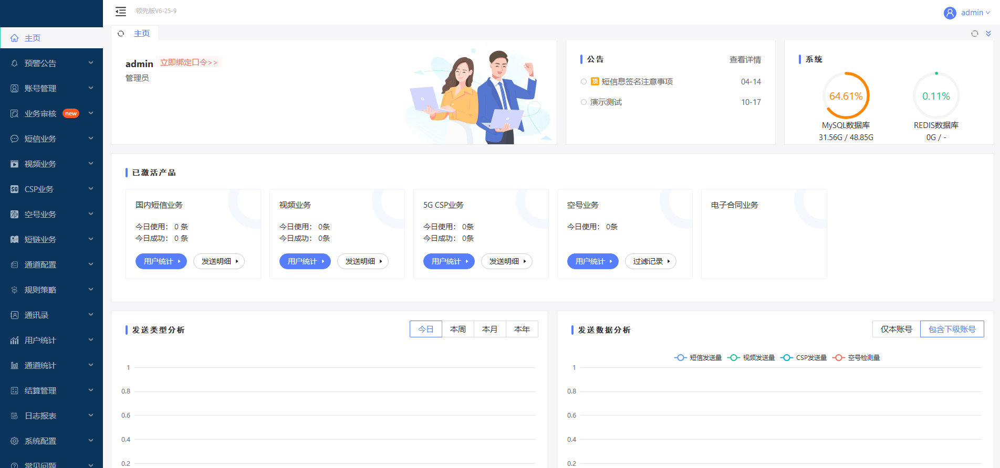 领先版V6-25-9
admin
主页
预警公告
账号管理
业务审核 new
短信业务
视频业务
CSP业务
空号业务
短链业务
通道配置
规则策略
通讯录
用户统计
通道统计
结算管理
日志报表
系统配置
常见问题
主页
admin 立即绑定口令>>
管理员
公告 查看详情
顶 短信息签名注意事项 04-14
演示测试 10-17
系统
64.61%
MySQL数据库
31.56G / 48.85G
0.11%
REDIS数据库
0G / -
已激活产品
国内短信业务
今日使用： 0 条
今日成功： 0 条
用户统计 发送明细
视频业务
今日使用： 0条
今日成功： 0条
用户统计 发送明细
5G CSP业务
今日使用： 0条
今日成功： 0条
用户统计 发送明细
空号业务
今日使用： 0条
用户统计 过滤记录
电子合同业务
发送类型分析
今日 本周 本月 本年
1
0.8
0.6
0.4
0.2
发送数据分析
仅本账号 包含下级账号
短信发送量 视频发送量 CSP发送量 空号检测量
1
0.8
0.6
0.4
0.2